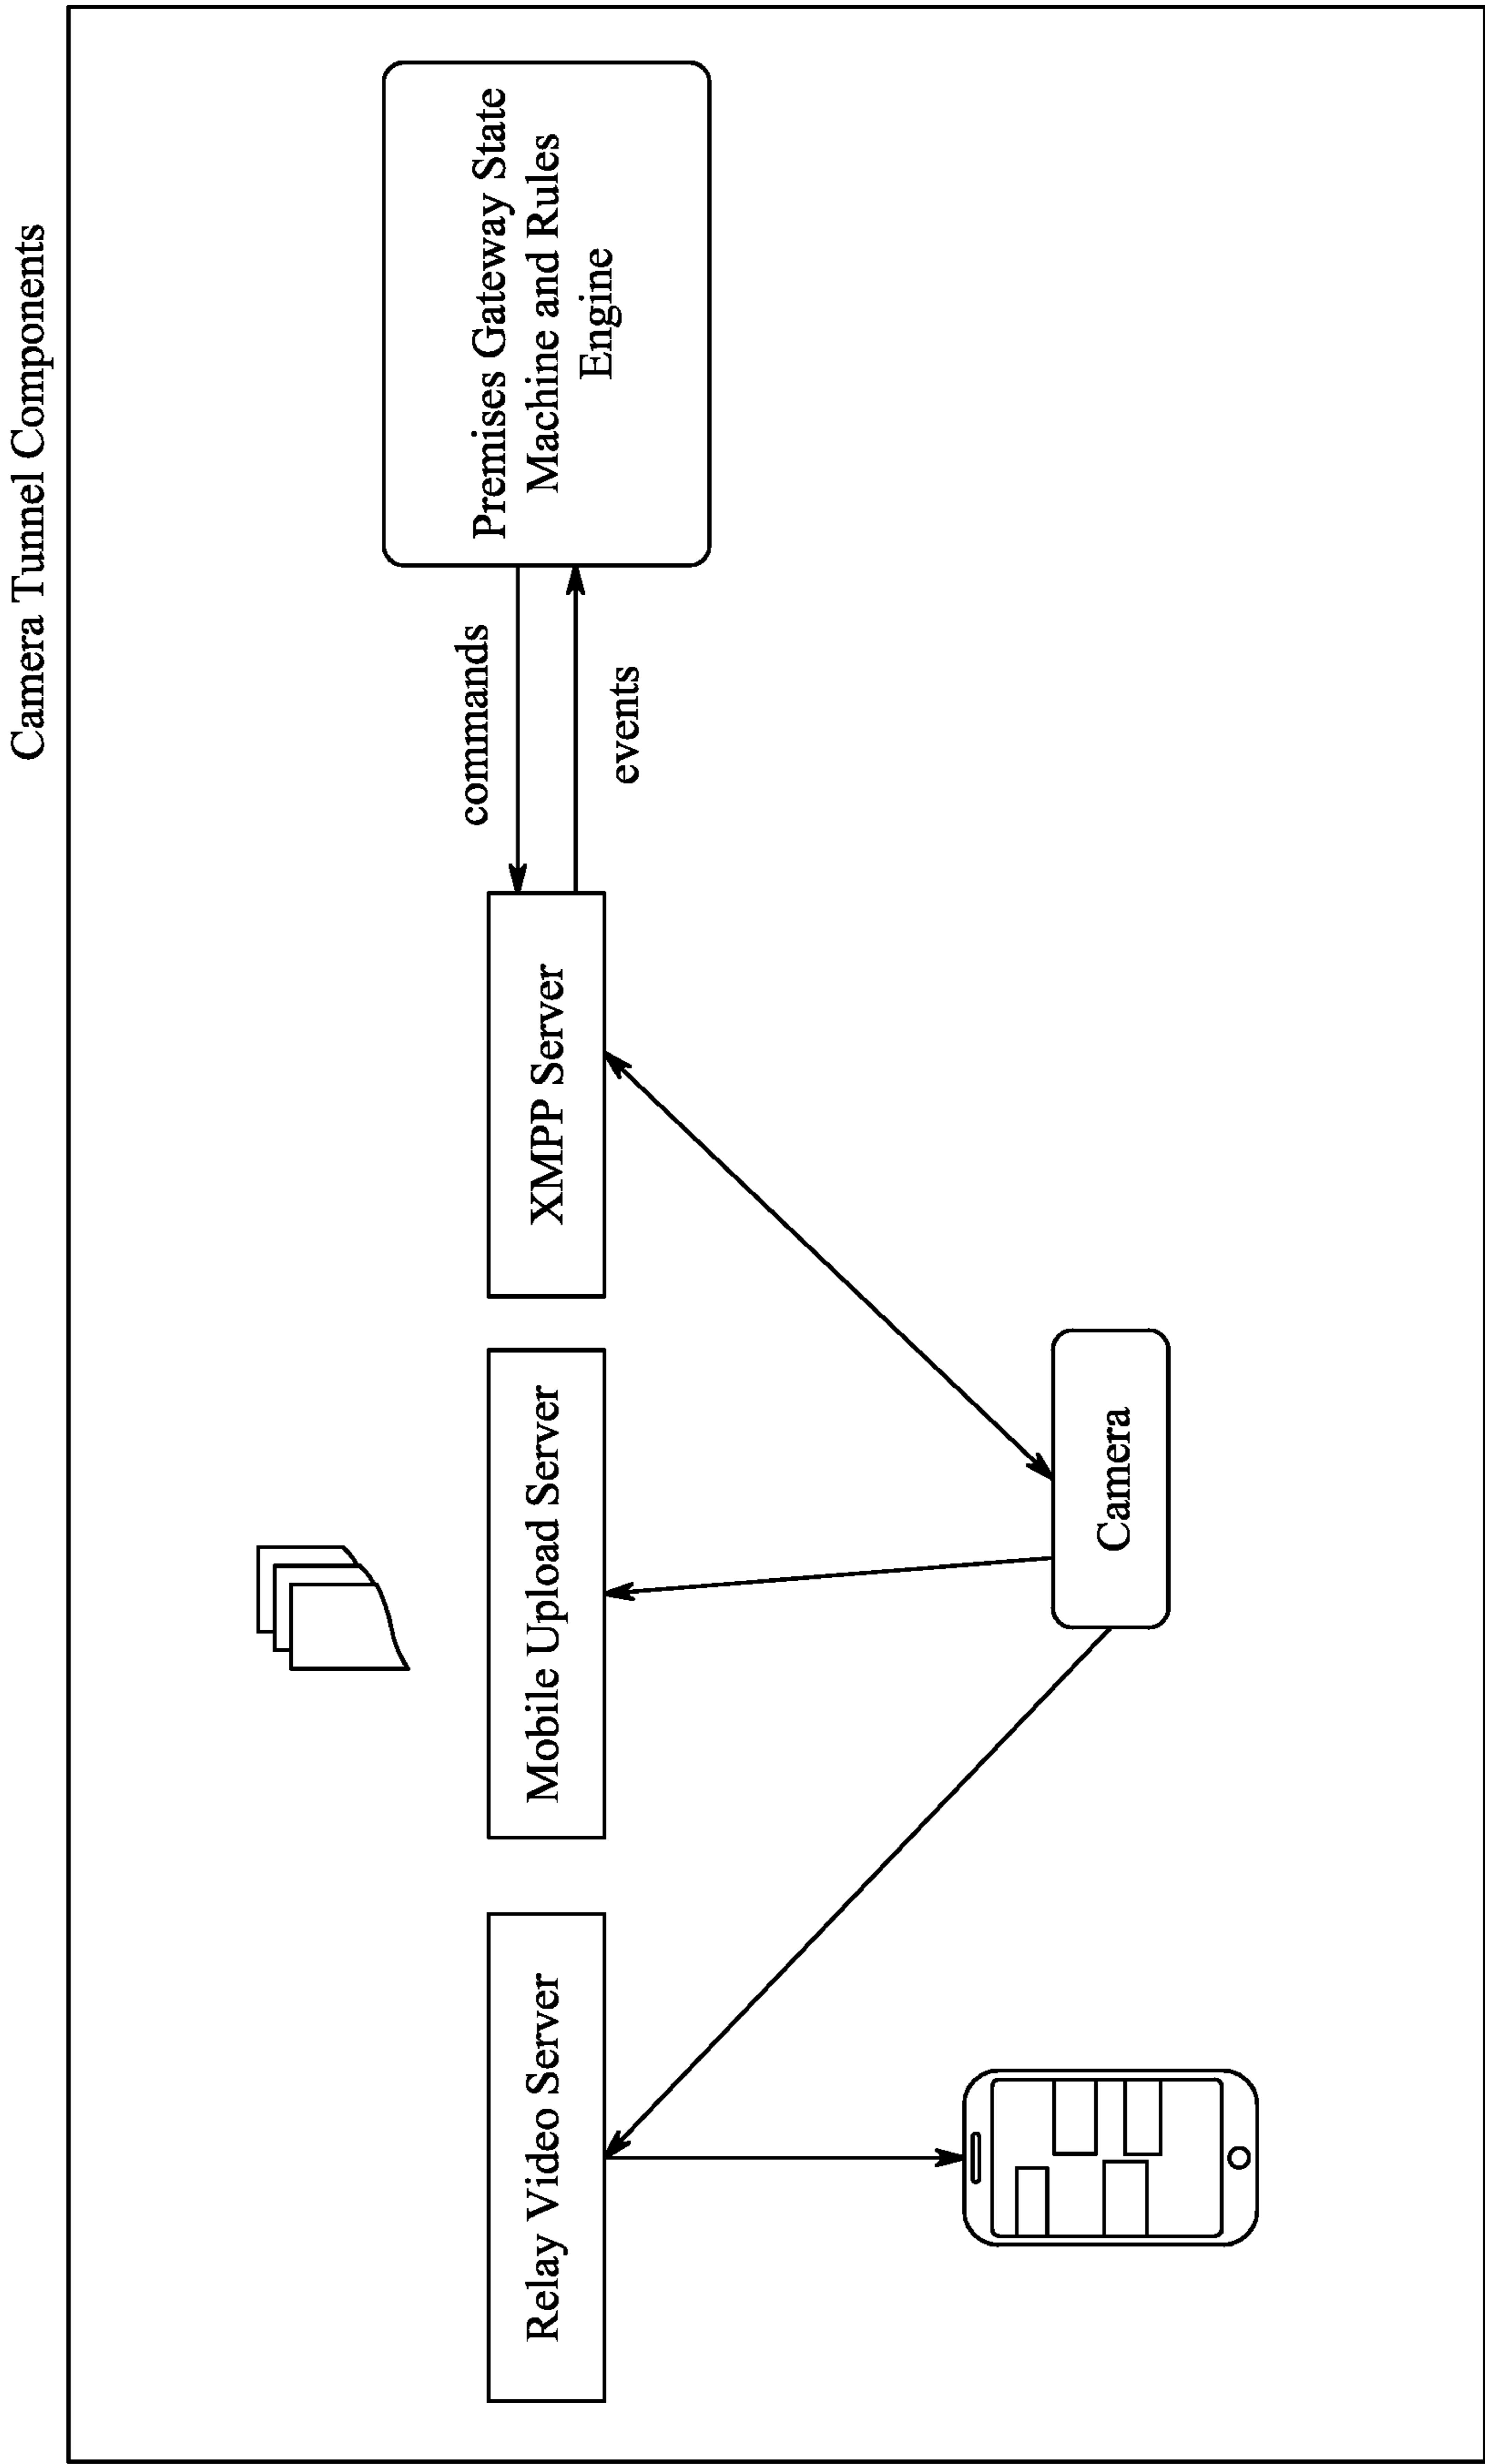 Camera Tunnel Components
Relay Video Server
Mobile Upload Server
XMPP Server
commands
events
Premises Gateway State
Machine and Rules
Engine
Camera